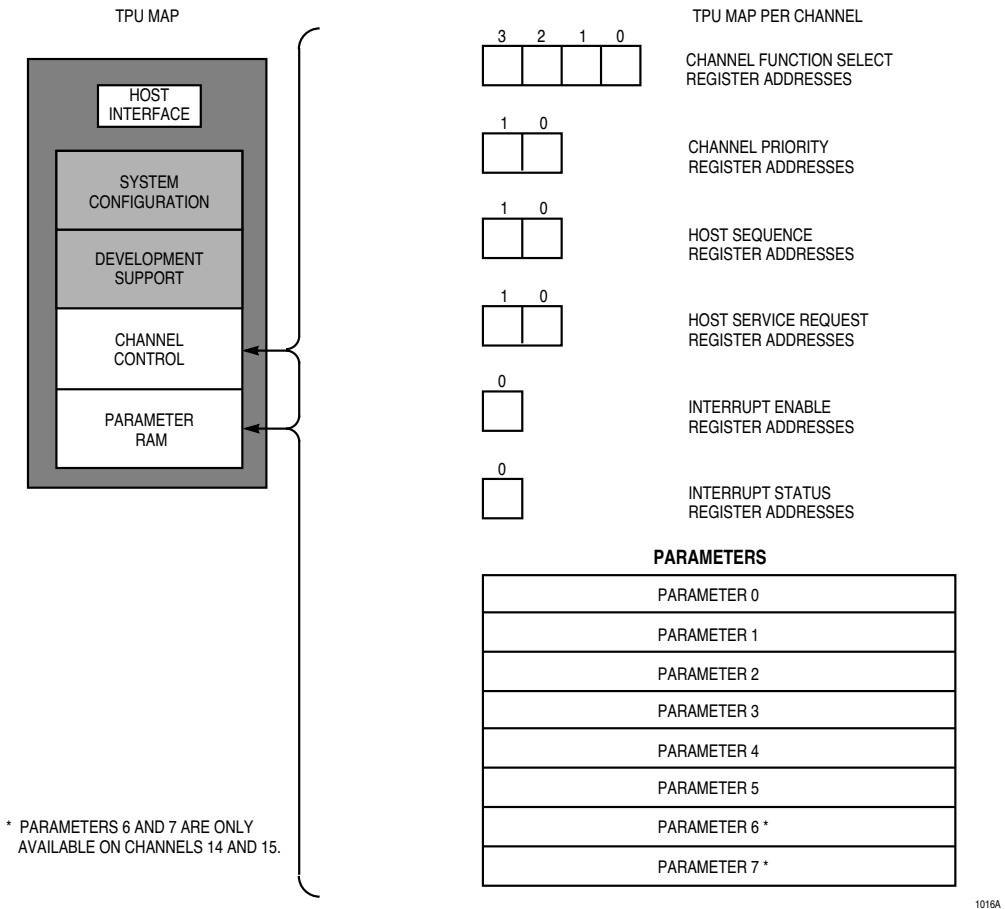 TPU MAP
HOST
INTERFACE
SYSTEM
CONFIGURATION
DEVELOPMENT
SUPPORT
CHANNEL
CONTROL
PARAMETER
RAM
* PARAMETERS 6 AND 7 ARE ONLY
AVAILABLE ON CHANNELS 14 AND 15.
TPU MAP PER CHANNEL
3 2 1 0
CHANNEL FUNCTION SELECT
REGISTER ADDRESSES
1 0
CHANNEL PRIORITY
REGISTER ADDRESSES
1 0
HOST SEQUENCE
REGISTER ADDRESSES
1 0
HOST SERVICE REQUEST
REGISTER ADDRESSES
0
INTERRUPT ENABLE
REGISTER ADDRESSES
0
INTERRUPT STATUS
REGISTER ADDRESSES
PARAMETERS
PARAMETER 0
PARAMETER 1
PARAMETER 2
PARAMETER 3
PARAMETER 4
PARAMETER 5
PARAMETER 6 *
PARAMETER 7 *
1016A